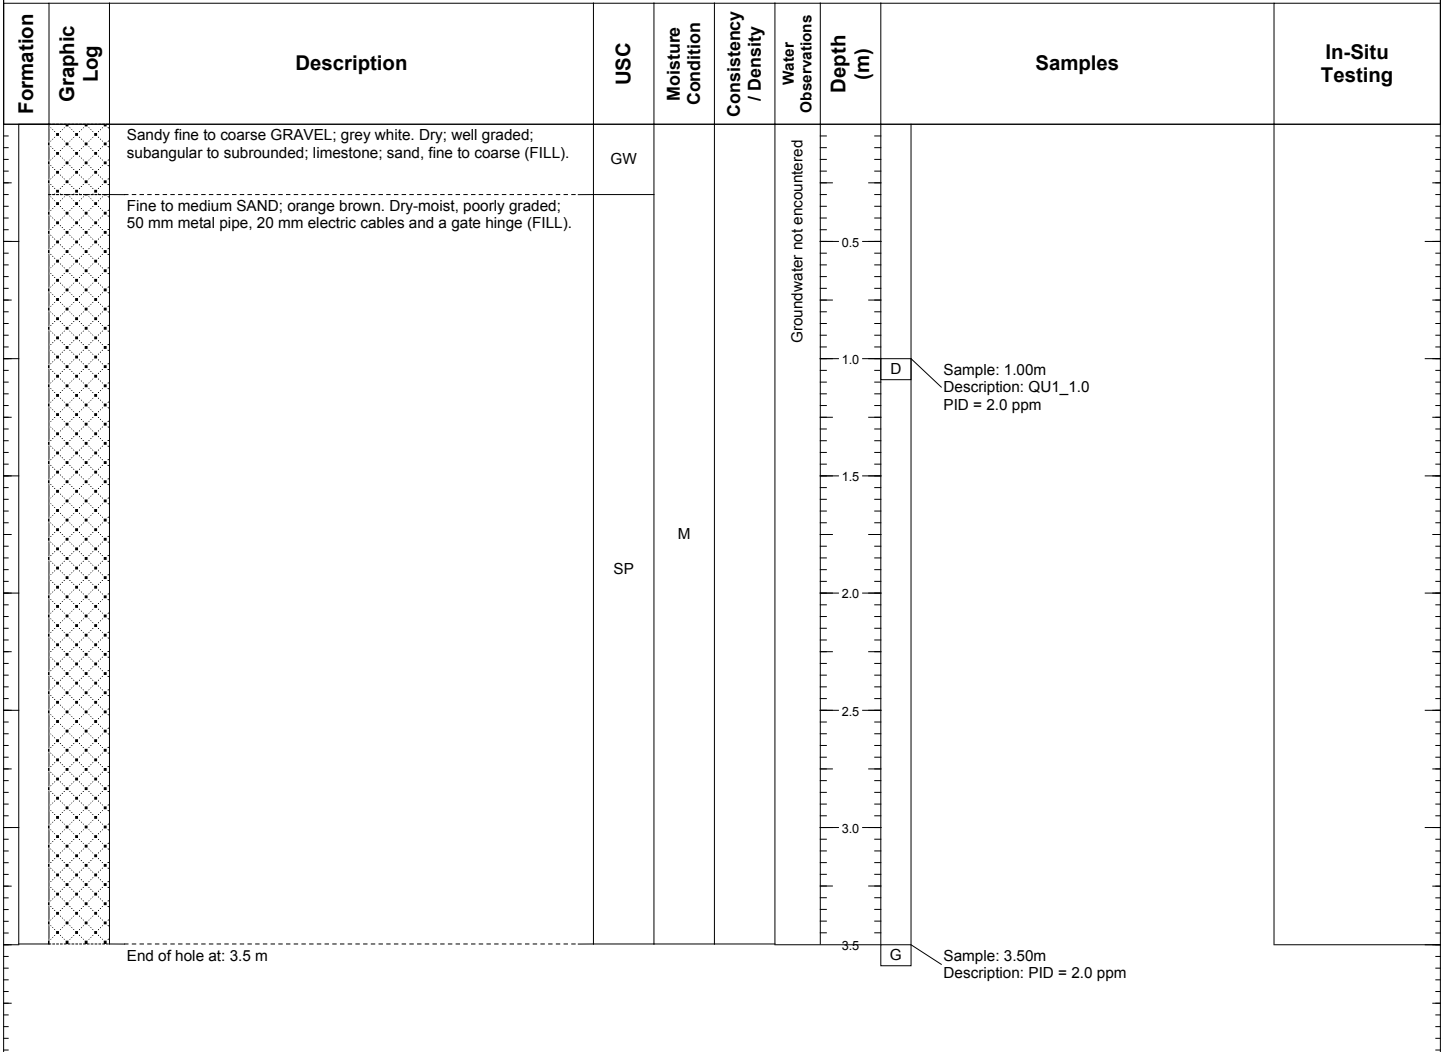 Formation
Graphic
Log
Description
USC
Moisture
Condition
Consistency
/ Density
Water
Observations
Depth
(m)
Samples
In-Situ
Testing
Sandy fine to coarse GRAVEL; grey white. Dry; well graded;
subangular to subrounded; limestone; sand, fine to coarse (FILL).
GW
Fine to medium SAND; orange brown. Dry-moist, poorly graded;
50 mm metal pipe, 20 mm electric cables and a gate hinge (FILL).
Groundwater not encountered
0.5
1.0
D
Sample: 1.00m
Description: QU1_1.0
PID = 2.0 ppm
1.5
M
SP
2.0
2.5
3.0
3.5
End of hole at: 3.5 m
G
Sample: 3.50m
Description: PID = 2.0 ppm